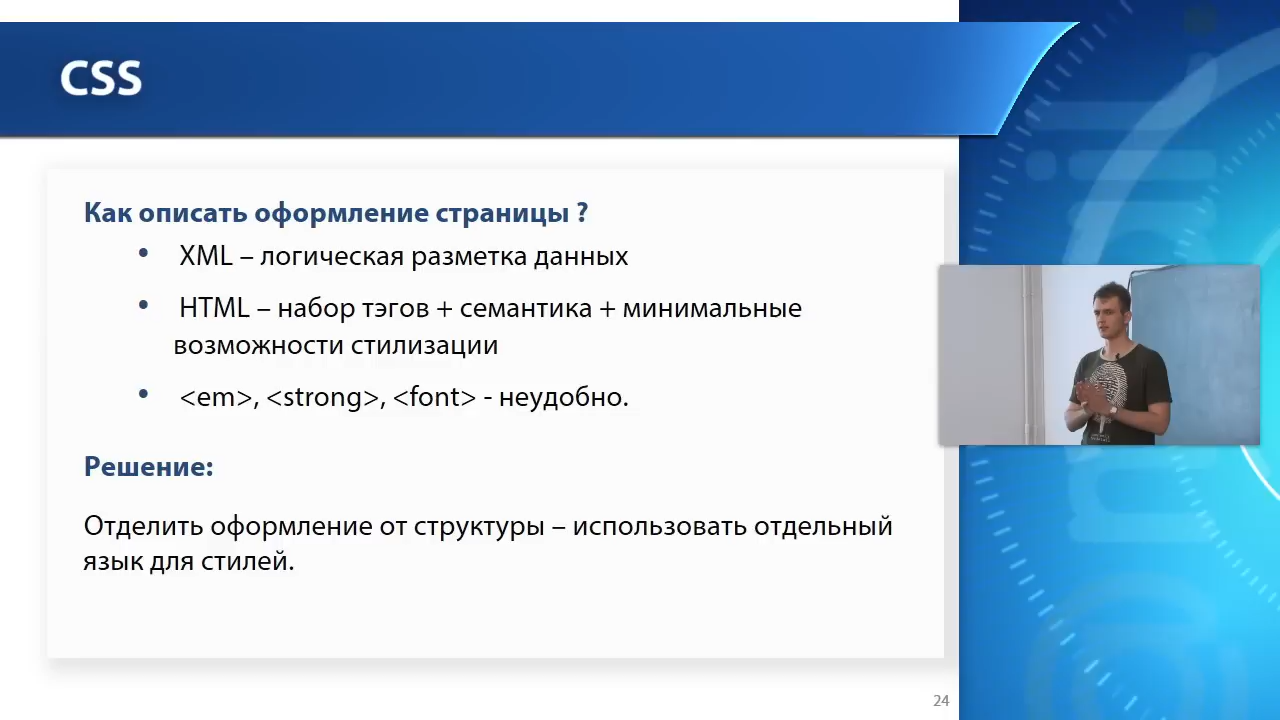 CSS
Как описать оформление страницы ?
• XML – логическая разметка данных
• HTML – набор тэгов + семантика + минимальные
возможности стилизации
• <em>, <strong>, <font> - неудобно.
Решение:
Отделить оформление от структуры – использовать отдельный
язык для стилей.
24